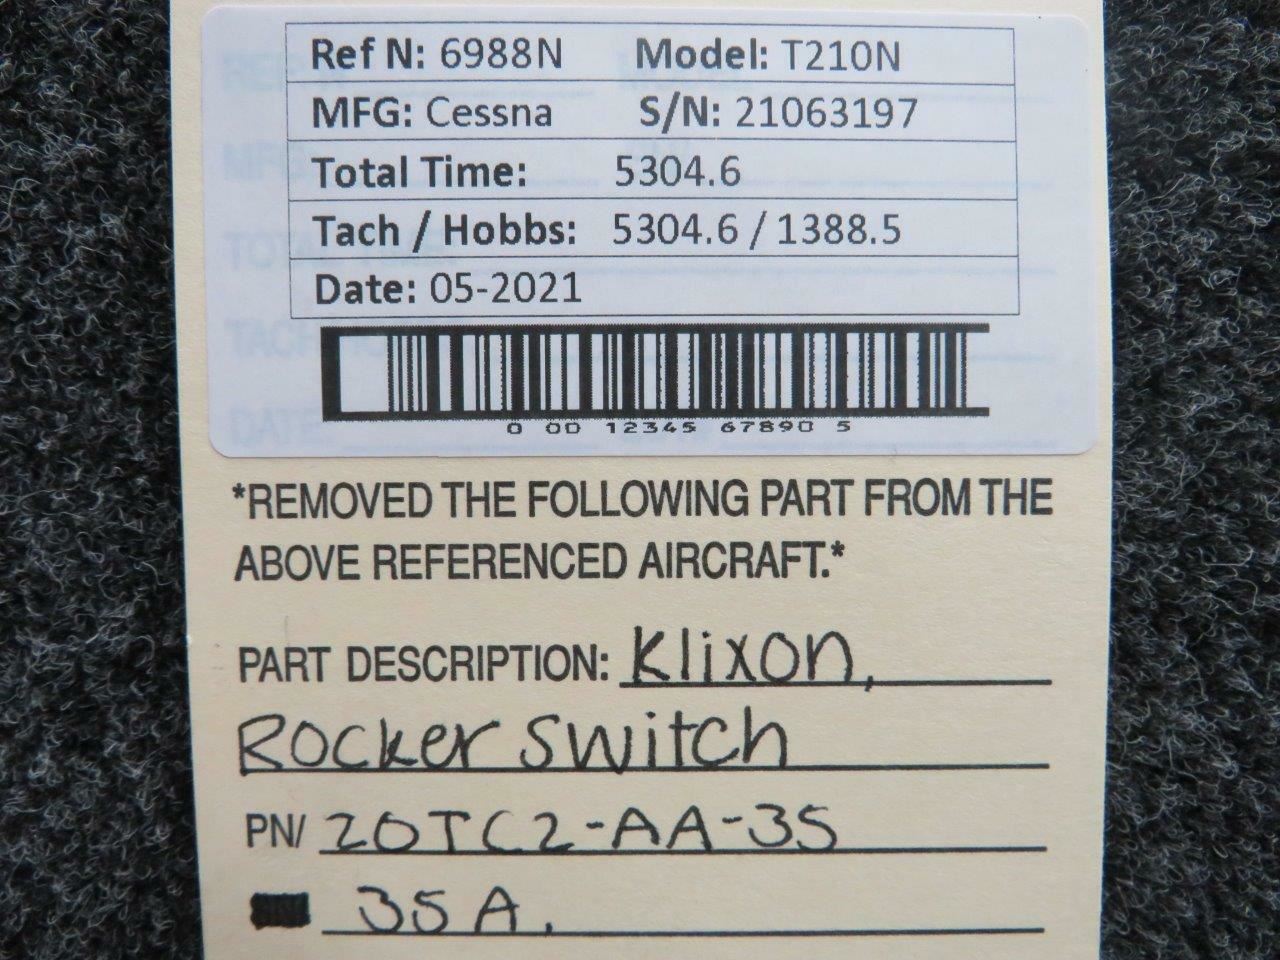 Ref N: 6988N Model: T210N
MFG: Cessna S/N: 21063197
Total Time: 5304.6
Tach / Hobbs: 5304.6 / 1388.5
Date: 05-2021
0 00 12345 67890 5
*REMOVED THE FOLLOWING PART FROM THE
ABOVE REFERENCED AIRCRAFT.*
PART DESCRIPTION: Klixon,
Rocker Switch
PN/ 20TC2-AA-35
35 A.